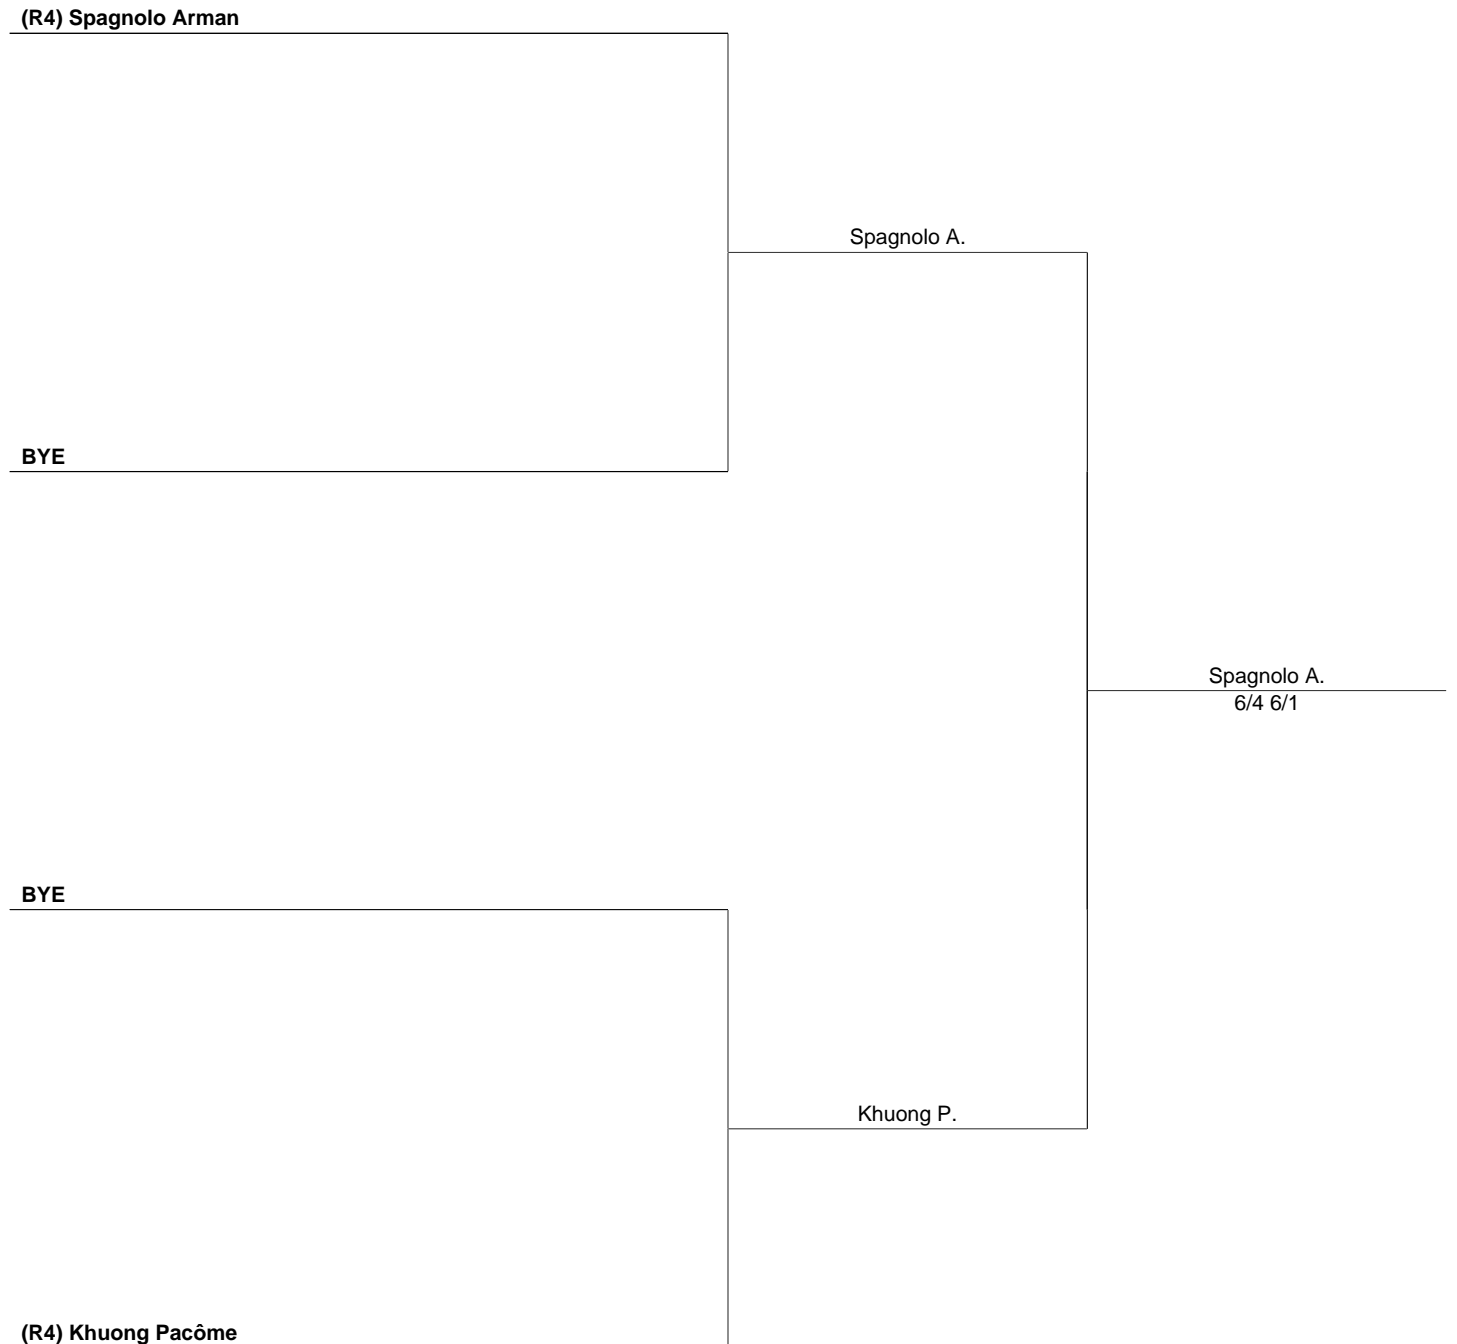 (R4) Spagnolo Arman
Spagnolo A.
BYE
Spagnolo A.
6/4 6/1
BYE
Khuong P.
(R4) Khuong Pacôme